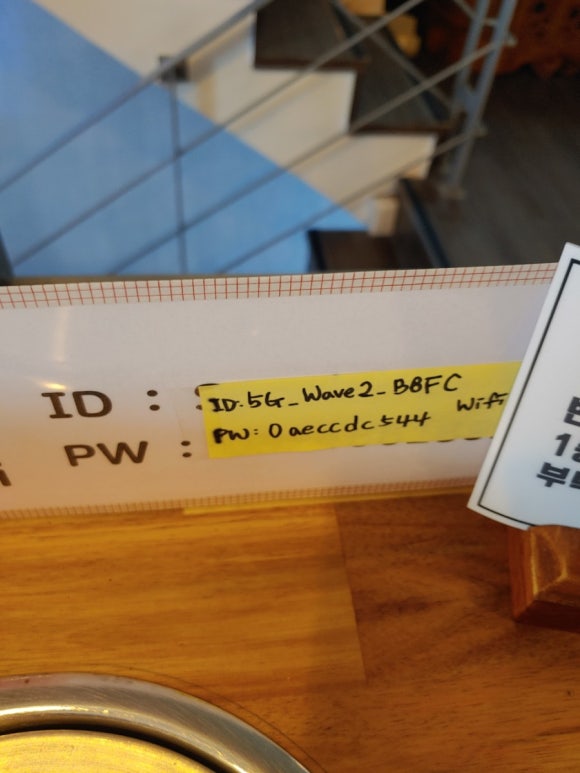 ID :
PW :
ID: 5G_Wave2_B8FC
PW: 0aeccdc544 Wifi